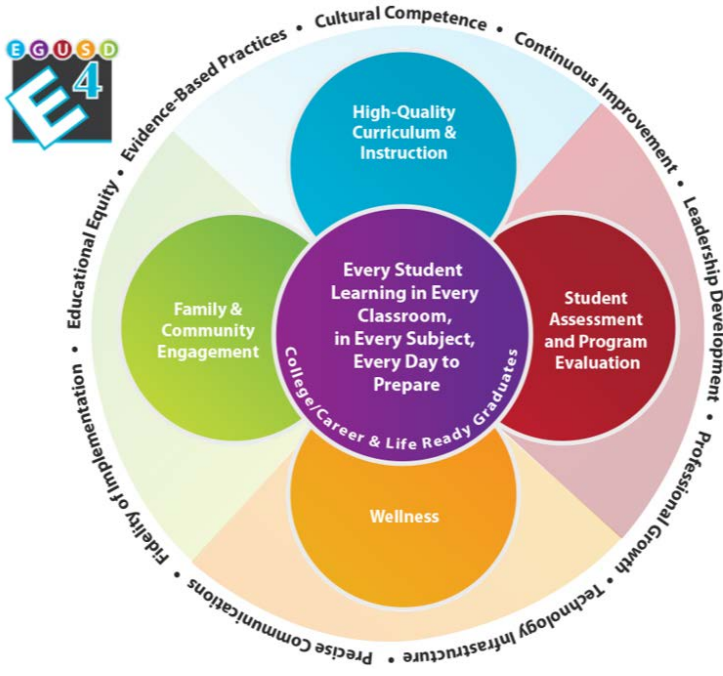 EGUSD
E4
Evidence-Based Practices • Cultural Competence • Continuous Improvement • Leadership Development • Professional Growth • Technology Infrastructure • Precise Communications • Fidelity of Implementation • Educational Equity •
High-Quality
Curriculum &
Instruction
Family &
Community
Engagement
Every Student
Learning in Every
Classroom,
in Every Subject,
Every Day to
Prepare
College/Career & Life Ready Graduates
Student
Assessment
and Program
Evaluation
Wellness